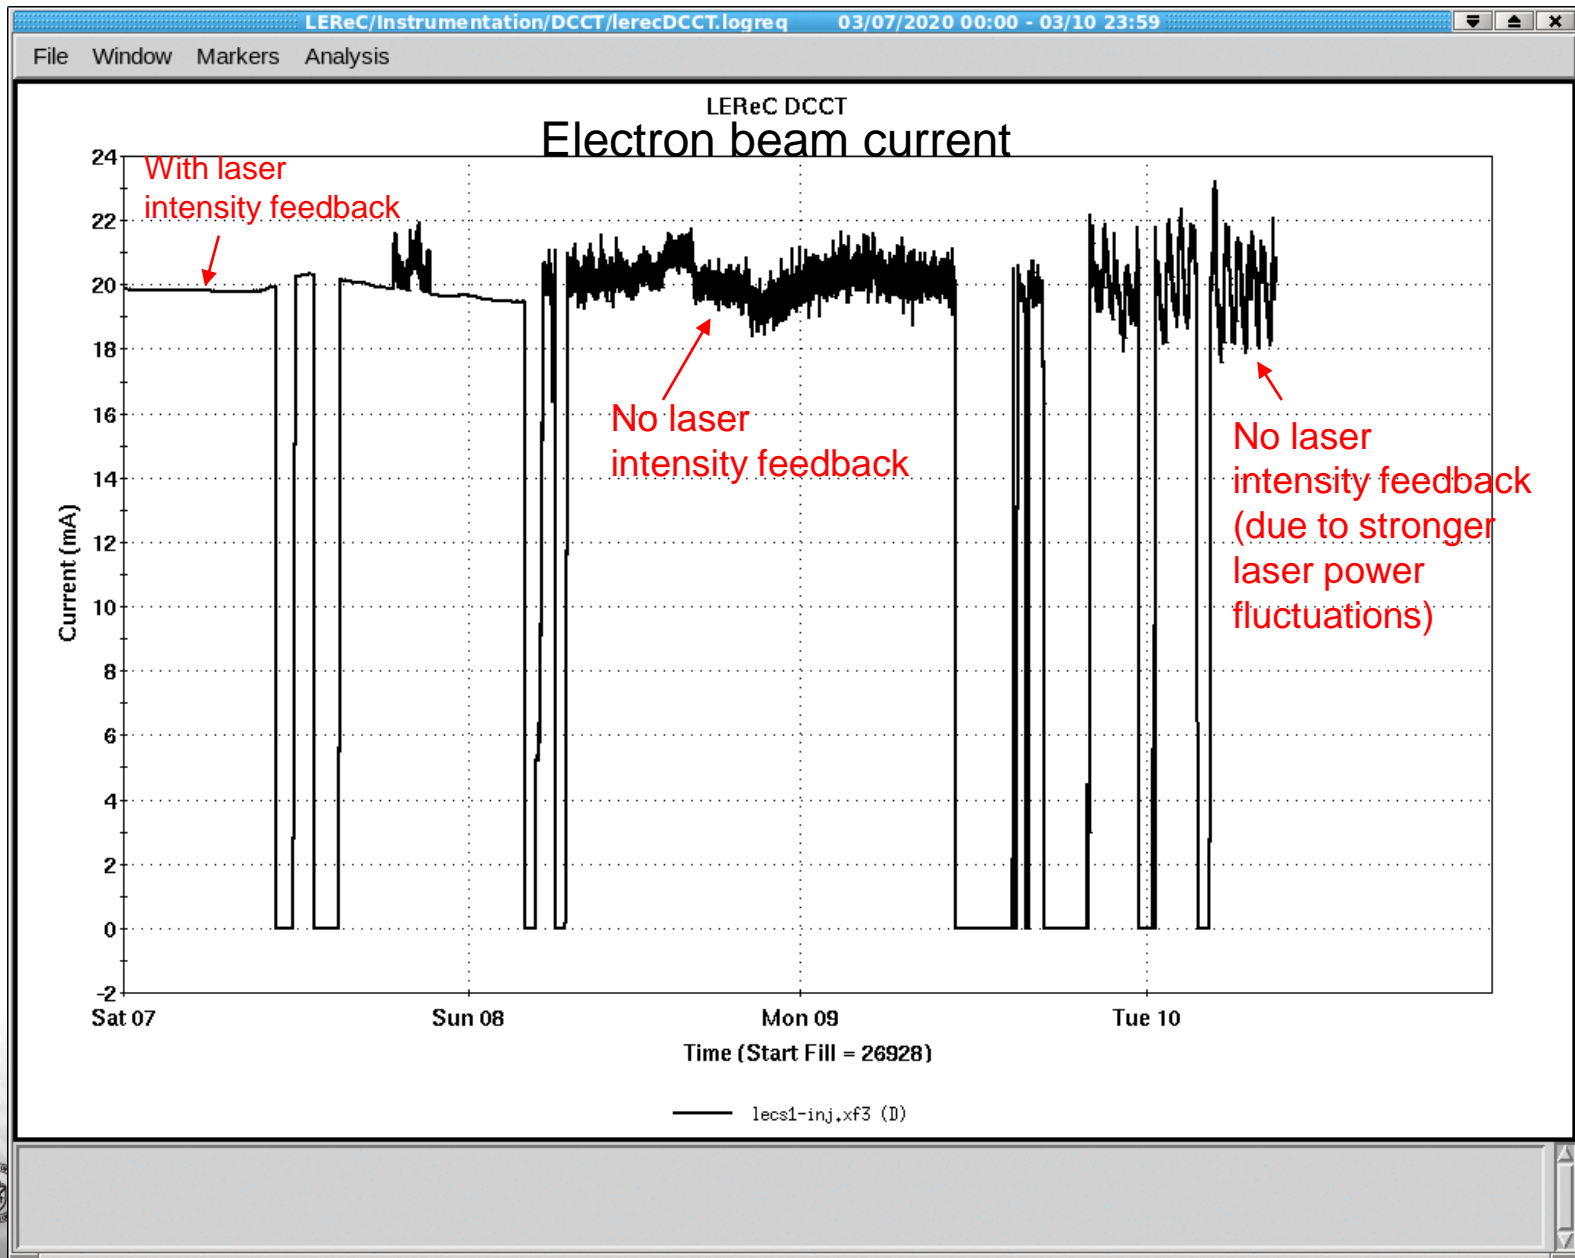 LEReC/Instrumentation/DCCT/lerecDCCT.logreq 03/07/2020 00:00 - 03/10 23:59
File Window Markers Analysis
LEReC DCCT
Electron beam current
With laser
intensity feedback
No laser
intensity feedback
No laser
intensity feedback
(due to stronger
laser power
fluctuations)
Current (mA)
24
22
20
18
16
14
12
10
8
6
4
2
0
-2
Sat 07 Sun 08 Mon 09 Tue 10
Time (Start Fill = 26928)
lecs1-inj.xf3 (D)